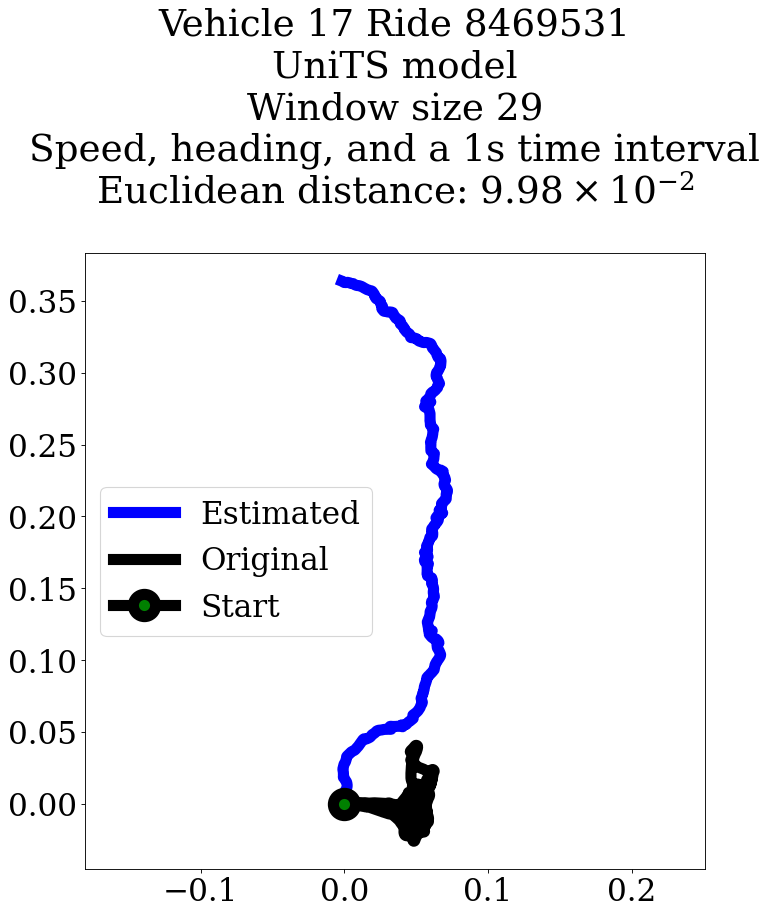 Vehicle 17 Ride 8469531
UniTS model
Window size 29
Speed, heading, and a 1s time interval
Euclidean distance: 9.98 × 10⁻²
0.35
0.30
0.25
0.20
0.15
0.10
0.05
0.00
Estimated
Original
Start
−0.1 0.0 0.1 0.2